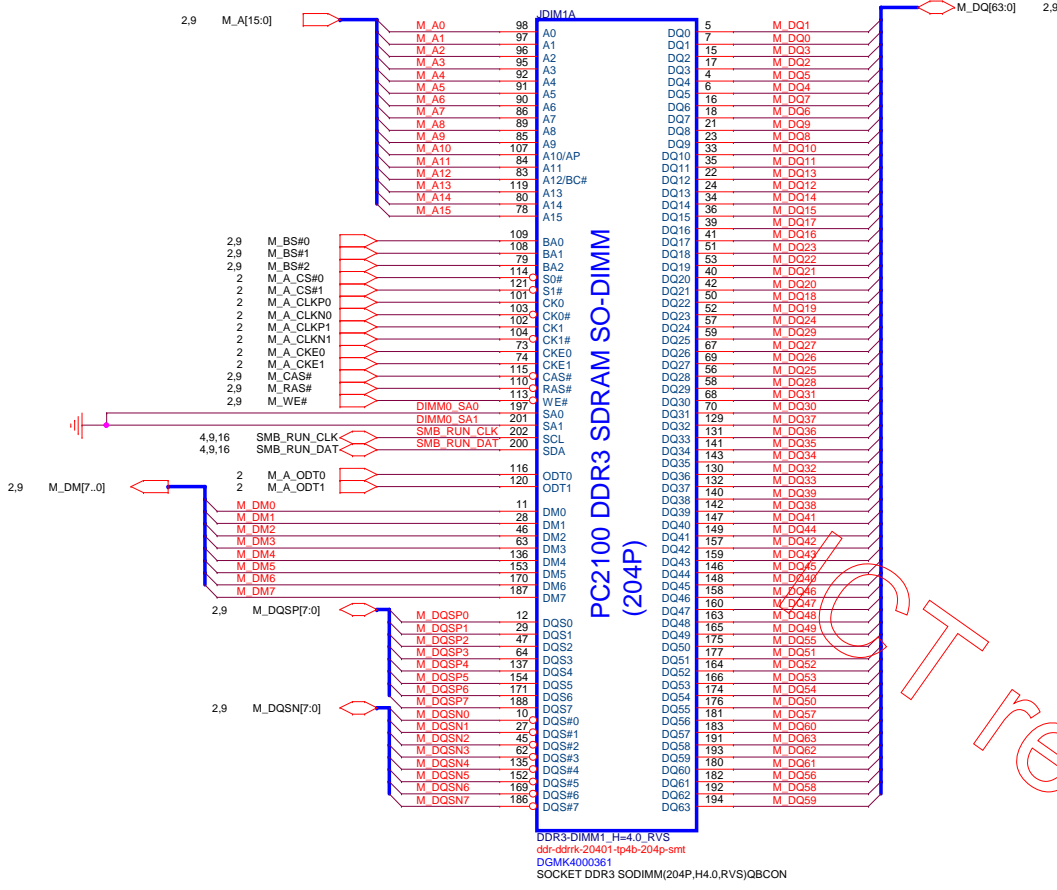 JDIM1A
2,9 M_A[15:0]
M_DQ[63:0] 2,9
M_A0 98 A0 DQ0 5 M_DQ1
M_A1 97 A1 DQ1 7 M_DQ0
M_A2 96 A2 DQ2 15 M_DQ3
M_A3 95 A3 DQ3 17 M_DQ2
M_A4 92 A4 DQ4 4 M_DQ5
M_A5 91 A5 DQ5 6 M_DQ4
M_A6 90 A6 DQ6 16 M_DQ7
M_A7 86 A7 DQ7 18 M_DQ6
M_A8 89 A8 DQ8 21 M_DQ9
M_A9 85 A9 DQ9 23 M_DQ8
M_A10 107 A10/AP DQ10 33 M_DQ10
M_A11 84 A11 DQ11 35 M_DQ11
M_A12 83 A12/BC# DQ12 22 M_DQ13
M_A13 119 A13 DQ13 24 M_DQ12
M_A14 80 A14 DQ14 34 M_DQ14
M_A15 78 A15 DQ15 36 M_DQ15
DQ16 39 M_DQ17
2,9 M_BS#0 109 BA0 DQ17 41 M_DQ16
2,9 M_BS#1 108 BA1 DQ18 51 M_DQ23
2,9 M_BS#2 79 BA2 DQ19 53 M_DQ22
2 M_A_CS#0 114 S0# DQ20 40 M_DQ21
2 M_A_CS#1 121 S1# DQ21 42 M_DQ20
2 M_A_CLKP0 101 CK0 DQ22 50 M_DQ18
2 M_A_CLKN0 103 CK0# DQ23 52 M_DQ19
2 M_A_CLKP1 102 CK1 DQ24 57 M_DQ24
2 M_A_CLKN1 104 CK1# DQ25 59 M_DQ29
2 M_A_CKE0 73 CKE0 DQ26 67 M_DQ27
2 M_A_CKE1 74 CKE1 DQ27 69 M_DQ26
2,9 M_CAS# 115 CAS# DQ28 56 M_DQ25
2,9 M_RAS# 110 RAS# DQ29 58 M_DQ28
2,9 M_WE# 113 WE# DQ30 68 M_DQ31
DIMM0_SA0 197 SA0 DQ31 70 M_DQ30
DIMM0_SA1 201 SA1 DQ32 129 M_DQ37
4,9,16 SMB_RUN_CLK SMB_RUN_CLK 202 SCL DQ33 131 M_DQ36
4,9,16 SMB_RUN_DAT SMB_RUN_DAT 200 SDA DQ34 141 M_DQ35
DQ35 143 M_DQ34
2 M_A_ODT0 116 ODT0 DQ36 130 M_DQ32
2 M_A_ODT1 120 ODT1 DQ37 132 M_DQ33
DQ38 140 M_DQ39
2,9 M_DM[7..0]
M_DM0 11 DM0 DQ39 142 M_DQ38
M_DM1 28 DM1 DQ40 147 M_DQ41
M_DM2 46 DM2 DQ41 149 M_DQ44
M_DM3 63 DM3 DQ42 157 M_DQ42
M_DM4 136 DM4 DQ43 159 M_DQ43
M_DM5 153 DM5 DQ44 146 M_DQ45
M_DM6 170 DM6 DQ45 148 M_DQ40
M_DM7 187 DM7 DQ46 158 M_DQ46
DQ47 160 M_DQ47
2,9 M_DQSP[7:0]
M_DQSP0 12 DQS0 DQ48 163 M_DQ48
M_DQSP1 29 DQS1 DQ49 165 M_DQ49
M_DQSP2 47 DQS2 DQ50 175 M_DQ55
M_DQSP3 64 DQS3 DQ51 177 M_DQ51
M_DQSP4 137 DQS4 DQ52 164 M_DQ52
M_DQSP5 154 DQS5 DQ53 166 M_DQ53
M_DQSP6 171 DQS6 DQ54 174 M_DQ54
M_DQSP7 188 DQS7 DQ55 176 M_DQ50
2,9 M_DQSN[7:0]
M_DQSN0 10 DQS#0 DQ56 181 M_DQ57
M_DQSN1 27 DQS#1 DQ57 183 M_DQ60
M_DQSN2 45 DQS#2 DQ58 191 M_DQ63
M_DQSN3 62 DQS#3 DQ59 193 M_DQ62
M_DQSN4 135 DQS#4 DQ60 180 M_DQ61
M_DQSN5 152 DQS#5 DQ61 182 M_DQ56
M_DQSN6 169 DQS#6 DQ62 192 M_DQ58
M_DQSN7 186 DQS#7 DQ63 194 M_DQ59
PC2100 DDR3 SDRAM SO-DIMM
(204P)
DDR3-DIMM1_H=4.0_RVS
ddr-ddrrk-20401-tp4b-204p-smt
DGMK4000361
SOCKET DDR3 SODIMM(204P,H4.0,RVS)QBCON